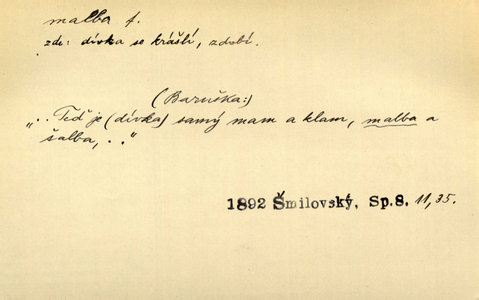 malba f.
zde: dívka se krášlí, zdobí.
(Baruška:)
„.. Teď je (dívka) samý mam a klam, malba a
šalba, .."
1892 Šmilovský, Sp.8. 11, 35.